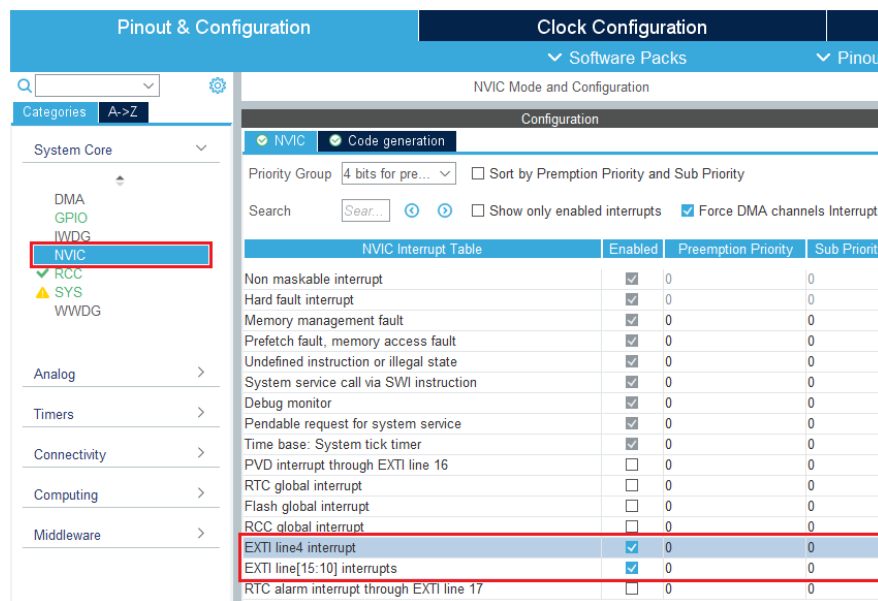 Pinout & Configuration
Clock Configuration
Software Packs
Pinou
Categories
A->Z
System Core
DMA
GPIO
IWDG
NVIC
RCC
SYS
WWDG
Analog
Timers
Connectivity
Computing
Middleware
NVIC Mode and Configuration
Configuration
NVIC
Code generation
Priority Group 4 bits for pre... Sort by Premption Priority and Sub Priority
Search Sear... Show only enabled interrupts Force DMA channels Interrupt
NVIC Interrupt Table Enabled Preemption Priority Sub Priorit
Non maskable interrupt 0 0
Hard fault interrupt 0 0
Memory management fault 0 0
Prefetch fault, memory access fault 0 0
Undefined instruction or illegal state 0 0
System service call via SWI instruction 0 0
Debug monitor 0 0
Pendable request for system service 0 0
Time base: System tick timer 0 0
PVD interrupt through EXTI line 16 0 0
RTC global interrupt 0 0
Flash global interrupt 0 0
RCC global interrupt 0 0
EXTI line4 interrupt 0 0
EXTI line[15:10] interrupts 0 0
RTC alarm interrupt through EXTI line 17 0 0